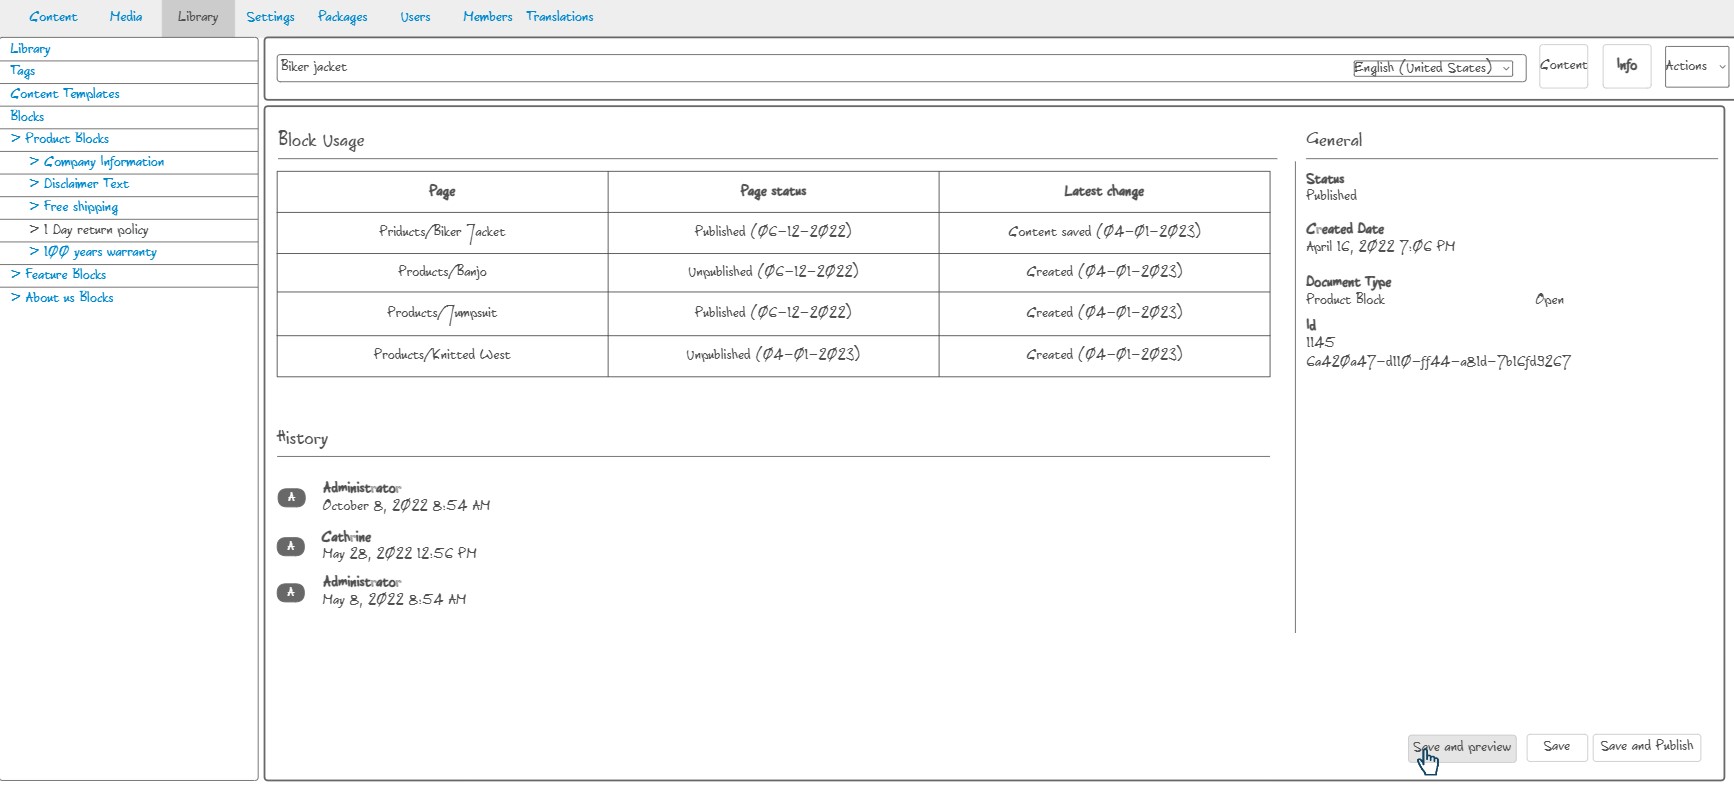 Content Media Library Settings Packages Users Members Translations
Library
Tags
Content Templates
Blocks
> Product Blocks
> Company Information
> Disclaimer Text
> Free shipping
> 1 Day return policy
> 100 years warranty
> Feature Blocks
> About us Blocks
Biker jacket English (United States) Content Info Actions
Block Usage
Page Page status Latest change
Priducts/Biker Jacket Published (06-12-2022) Content saved (04-01-2023)
Products/Banjo Unpublished (06-12-2022) Created (04-01-2023)
Products/Jumpsuit Published (06-12-2022) Created (04-01-2023)
Products/Knitted West Unpublished (04-01-2023) Created (04-01-2023)
History
A Administrator
October 8, 2022 8:54 AM
A Cathrine
May 28, 2022 12:56 PM
A Administrator
May 8, 2022 8:54 AM
General
Status
Published
Created Date
April 16, 2022 7:06 PM
Document Type
Product Block Open
Id
1145
6a420a47-d110-ff44-a81d-7b16fd9267
Save and preview Save Save and Publish